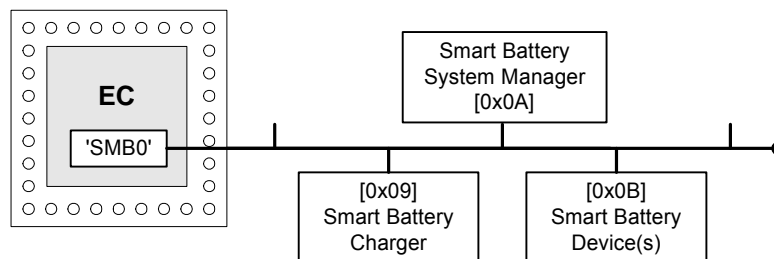 EC
'SMB0'
Smart Battery
System Manager
[0x0A]
[0x09]
Smart Battery
Charger
[0x0B]
Smart Battery
Device(s)